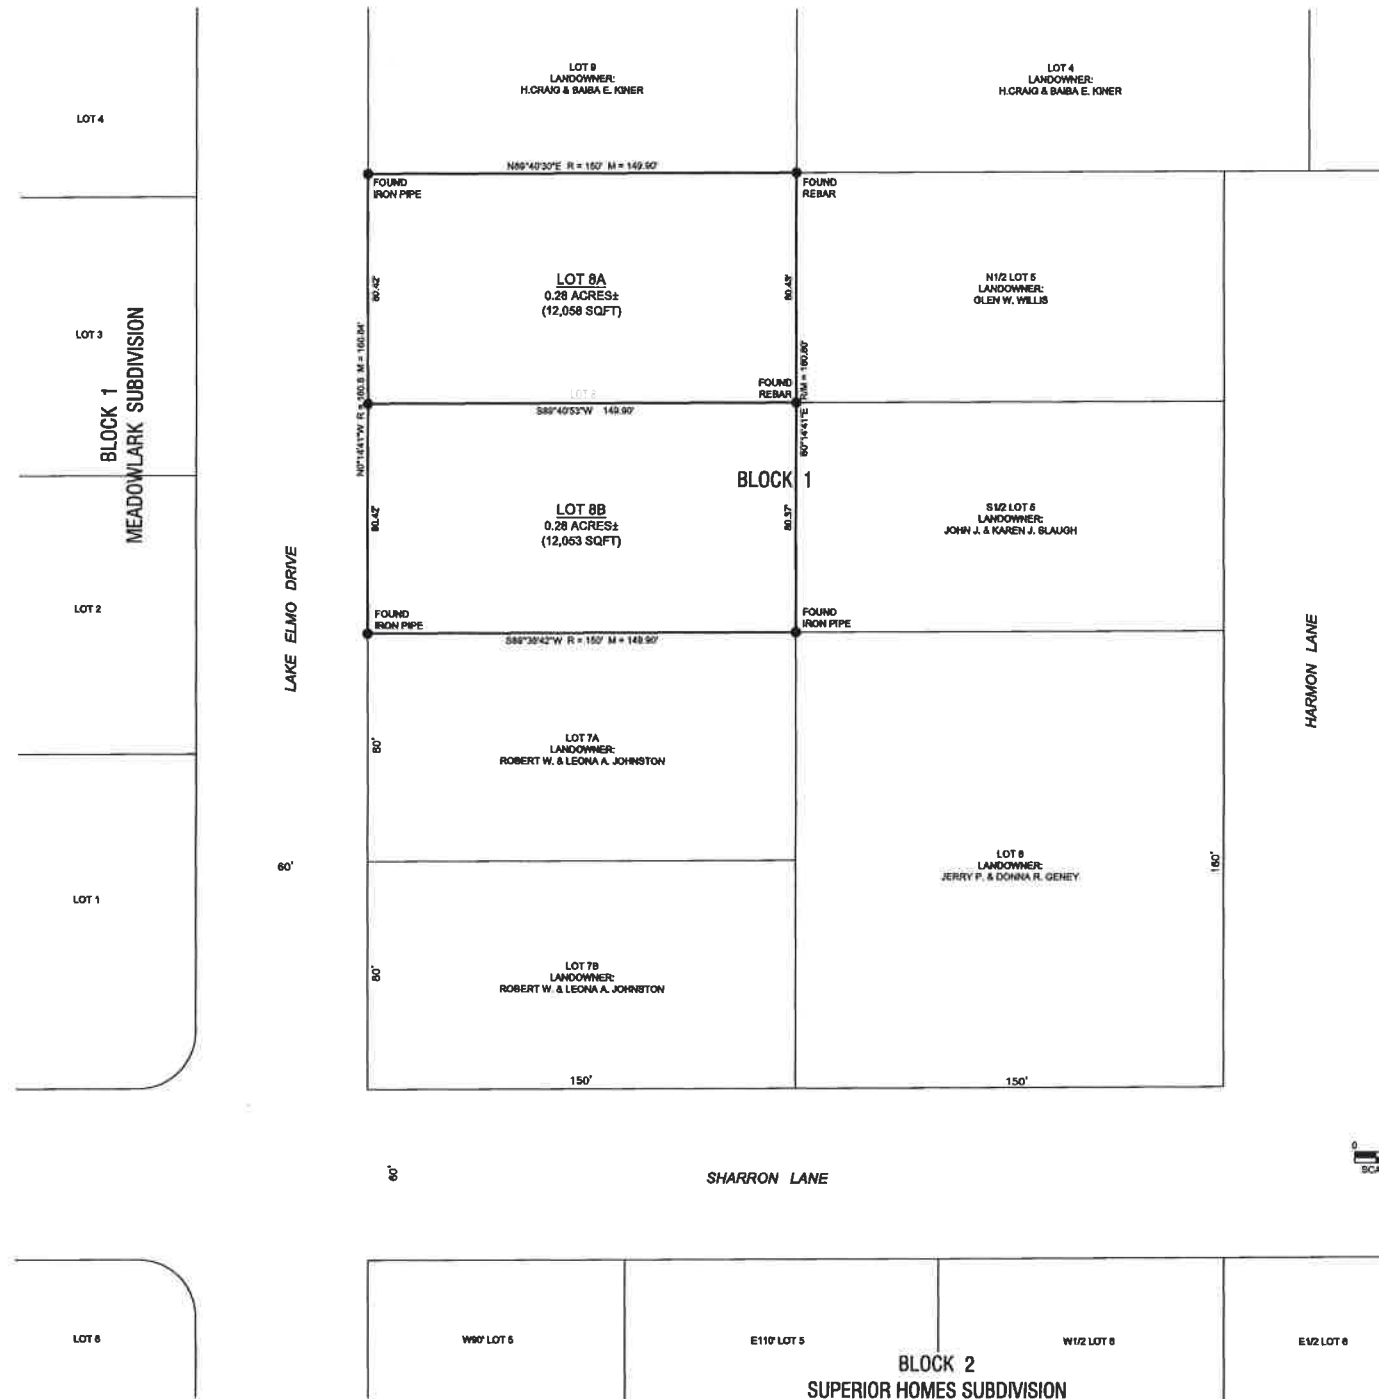 LOT 9
LANDOWNER:
H.CRAIG & BAIBA E. KINER
LOT 4
LANDOWNER:
H.CRAIG & BAIBA E. KINER
LOT 4
N89°40'30"E R = 150' M = 149.90'
FOUND
IRON PIPE
FOUND
REBAR
LOT 8A
0.28 ACRES±
(12,058 SQFT)
80.42'
80.43'
N1/2 LOT 5
LANDOWNER:
GLEN W. WILLIS
LOT 3
BLOCK 1
MEADOWLARK SUBDIVISION
N0°14'41"W R = 160.8 M = 160.84'
R/M = 160.80'
FOUND
REBAR
S89°40'53"W 149.90'
60°14'41"E
BLOCK 1
LOT 8B
0.28 ACRES±
(12,053 SQFT)
80.42'
80.37'
S1/2 LOT 5
LANDOWNER:
JOHN J. & KAREN J. SLAUGH
LOT 2
LAKE ELMO DRIVE
FOUND
IRON PIPE
FOUND
IRON PIPE
S89°38'42"W R = 150' M = 149.90'
HARMON LANE
80'
LOT 7A
LANDOWNER:
ROBERT W. & LEONA A. JOHNSTON
60'
LOT 6
LANDOWNER:
JERRY P. & DONNA R. GENEY
160'
LOT 1
80'
LOT 7B
LANDOWNER:
ROBERT W. & LEONA A. JOHNSTON
150'
150'
60'
SHARRON LANE
0
SCA
LOT 6
W90' LOT 5
E110' LOT 5
W1/2 LOT 6
E1/2 LOT 6
BLOCK 2
SUPERIOR HOMES SUBDIVISION